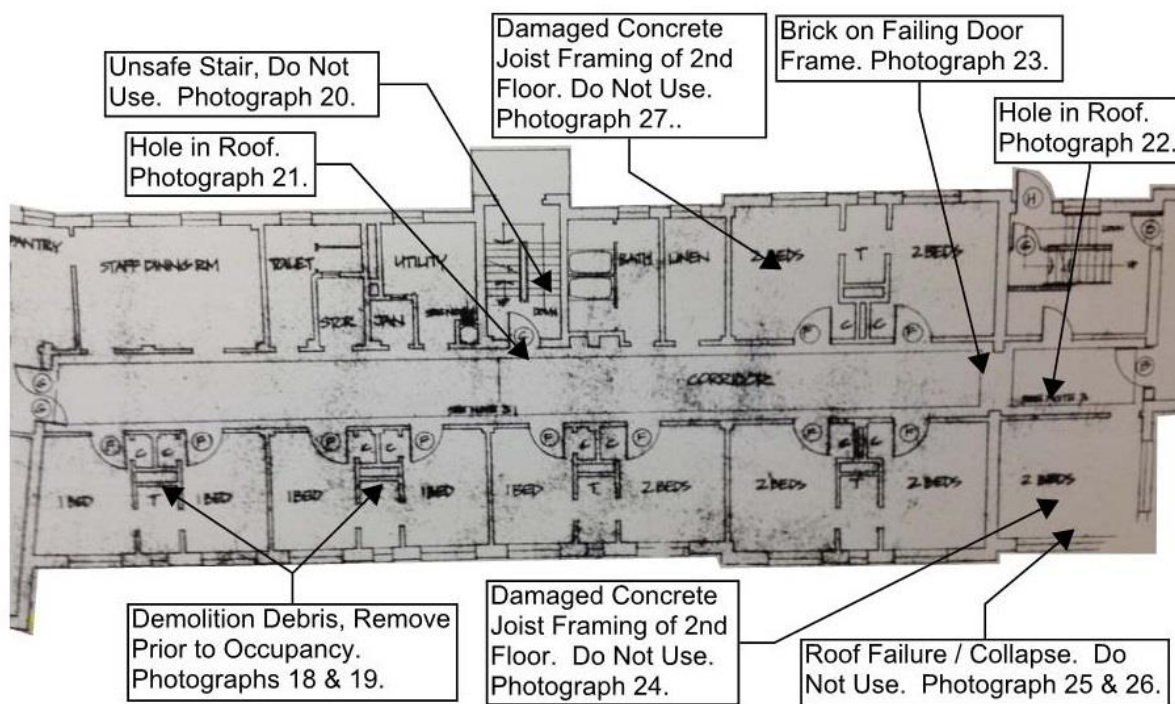 Damaged Concrete
Joist Framing of 2nd
Floor. Do Not Use.
Photograph 27..
Brick on Failing Door
Frame. Photograph 23.
Unsafe Stair, Do Not
Use. Photograph 20.
Hole in Roof.
Photograph 22.
Hole in Roof.
Photograph 21.
H
PANTRY
STAFF DINING RM
TOILET
UTILITY
BATH
LINEN
2 BEDS
T
2 BEDS
STOR
JAN
DOWN
UP
C
C
F
C
C
F
CORRIDOR
F
C
C
F
F
C
C
F
F
C
C
F
F
C
C
F
1 BED
T
1 BED
1 BED
1 BED
1 BED
T
2 BEDS
2 BEDS
T
2 BEDS
2 BEDS
Demolition Debris, Remove
Prior to Occupancy.
Photographs 18 & 19.
Damaged Concrete
Joist Framing of 2nd
Floor. Do Not Use.
Photograph 24.
Roof Failure / Collapse. Do
Not Use. Photograph 25 & 26.